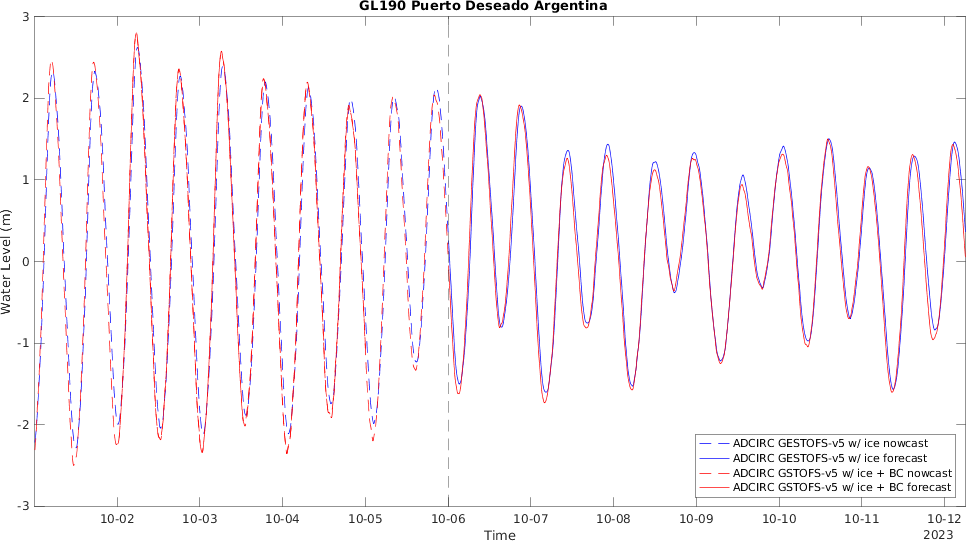 GL190 Puerto Deseado Argentina
3
2
1
0
-1
-2
-3
Water Level (m)
ADCIRC GESTOFS-v5 w/ ice nowcast
ADCIRC GESTOFS-v5 w/ ice forecast
ADCIRC GSTOFS-v5 w/ ice + BC nowcast
ADCIRC GSTOFS-v5 w/ ice + BC forecast
10-02 10-03 10-04 10-05 10-06 10-07 10-08 10-09 10-10 10-11 10-12
Time 2023